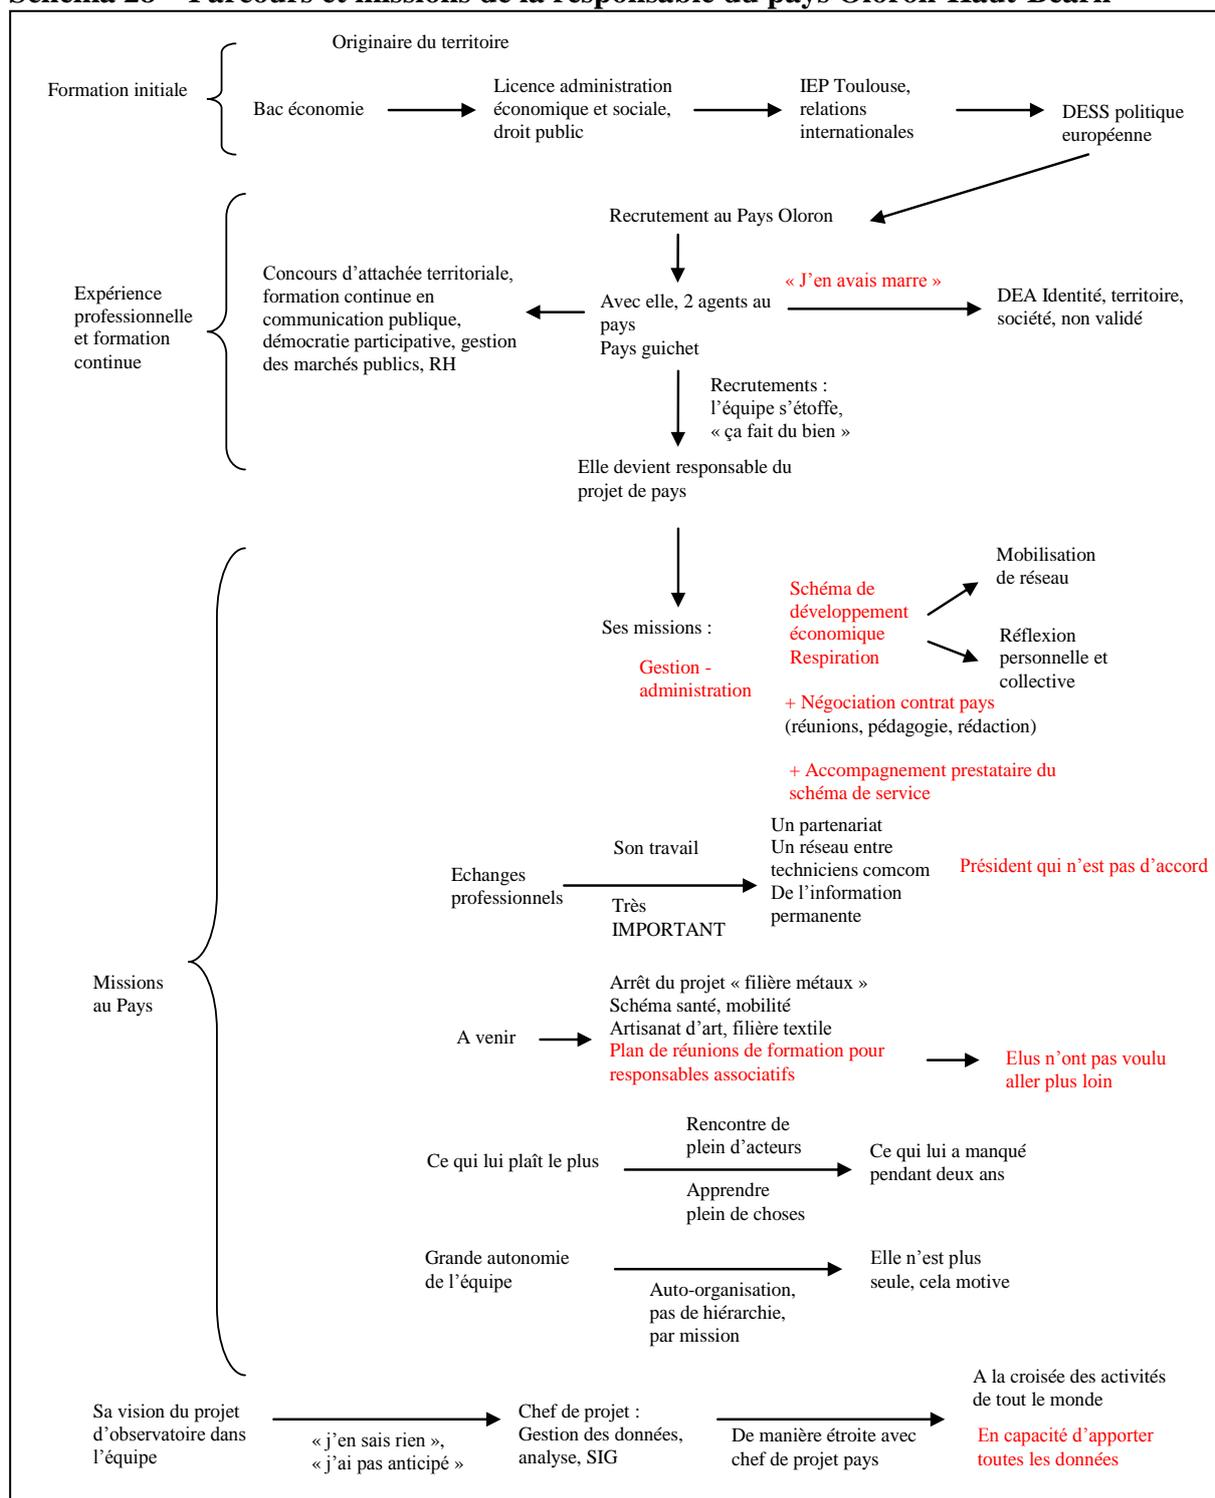 Schéma 28 – Parcours et missions de la responsable du pays Oloron-Haut-Béarn
Originaire du territoire
Formation initiale
Bac économie
Licence administration
économique et sociale,
droit public
IEP Toulouse,
relations
internationales
DESS politique
européenne
Recrutement au Pays Oloron
Expérience
professionnelle
et formation
continue
Concours d’attachée territoriale,
formation continue en
communication publique,
démocratie participative, gestion
des marchés publics, RH
Avec elle, 2 agents au
pays
Pays guichet
« J’en avais marre »
DEA Identité, territoire,
société, non validé
Recrutements :
l’équipe s’étoffe,
« ça fait du bien »
Elle devient responsable du
projet de pays
Missions
au Pays
Ses missions :
Gestion -
administration
Schéma de
développement
économique
Respiration
Mobilisation
de réseau
Réflexion
personnelle et
collective
+ Négociation contrat pays
(réunions, pédagogie, rédaction)
+ Accompagnement prestataire du
schéma de service
Echanges
professionnels
Son travail
Très
IMPORTANT
Un partenariat
Un réseau entre
techniciens comcom
De l’information
permanente
Président qui n’est pas d’accord
A venir
Arrêt du projet « filière métaux »
Schéma santé, mobilité
Artisanat d’art, filière textile
Plan de réunions de formation pour
responsables associatifs
Elus n’ont pas voulu
aller plus loin
Ce qui lui plaît le plus
Rencontre de
plein d’acteurs
Apprendre
plein de choses
Ce qui lui a manqué
pendant deux ans
Grande autonomie
de l’équipe
Auto-organisation,
pas de hiérarchie,
par mission
Elle n’est plus
seule, cela motive
Sa vision du projet
d’observatoire dans
l’équipe
« j’en sais rien »,
« j’ai pas anticipé »
Chef de projet :
Gestion des données,
analyse, SIG
De manière étroite avec
chef de projet pays
A la croisée des activités
de tout le monde
En capacité d’apporter
toutes les données